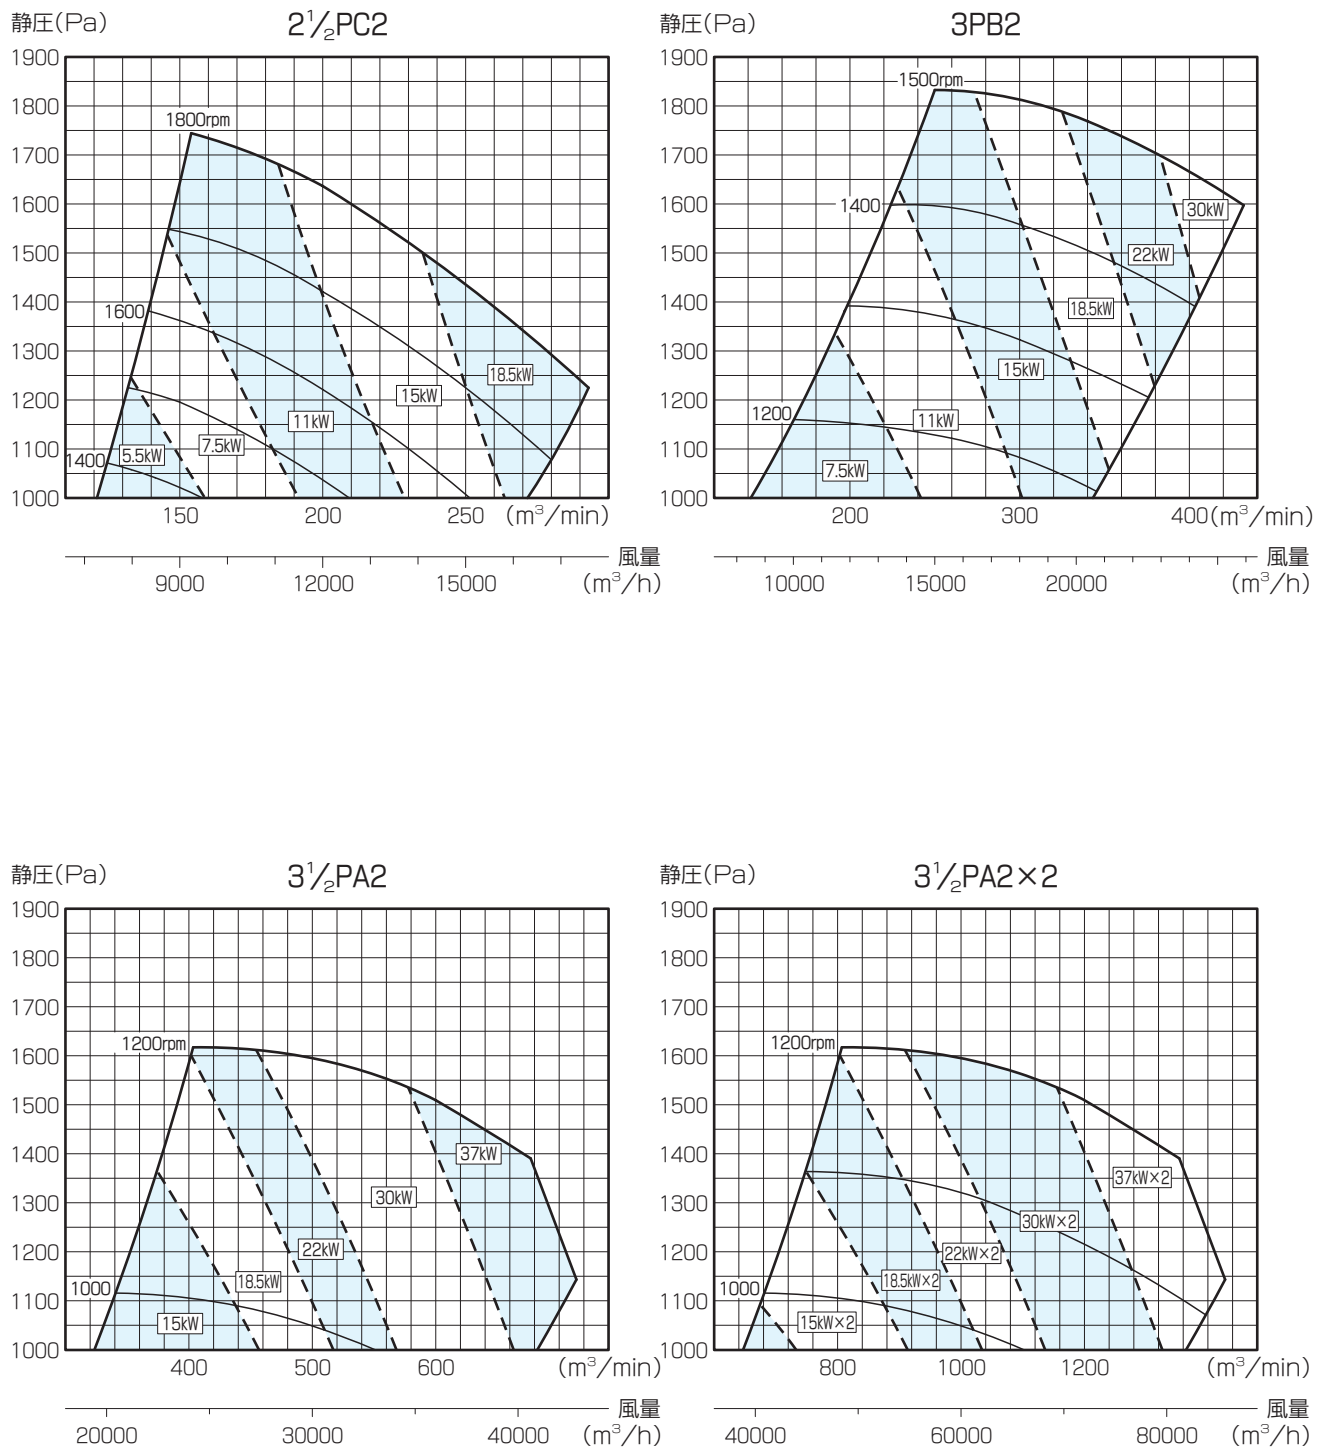 静圧(Pa) 2½PC2
1900
1800
1700
1600
1500
1400
1300
1200
1100
1000
1800rpm
1600
1400
5.5kW
7.5kW
11kW
15kW
18.5kW
150 200 250 (m³/min)
風量
9000 12000 15000 (m³/h)
静圧(Pa) 3PB2
1900
1800
1700
1600
1500
1400
1300
1200
1100
1000
1500rpm
1400
1200
7.5kW
11kW
15kW
18.5kW
22kW
30kW
200 300 400 (m³/min)
風量
10000 15000 20000 (m³/h)
静圧(Pa) 3½PA2
1900
1800
1700
1600
1500
1400
1300
1200
1100
1000
1200rpm
1000
15kW
18.5kW
22kW
30kW
37kW
400 500 600 (m³/min)
風量
20000 30000 40000 (m³/h)
静圧(Pa) 3½PA2×2
1900
1800
1700
1600
1500
1400
1300
1200
1100
1000
1200rpm
1000
15kW×2
18.5kW×2
22kW×2
30kW×2
37kW×2
800 1000 1200 (m³/min)
風量
40000 60000 80000 (m³/h)